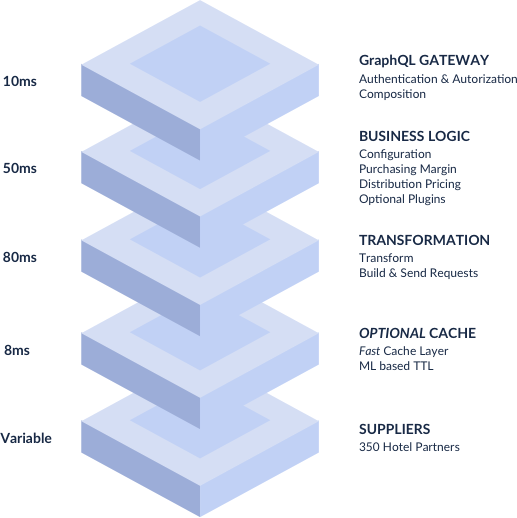 10ms
GraphQL GATEWAY
Authentication & Autorization
Composition
50ms
BUSINESS LOGIC
Configuration
Purchasing Margin
Distribution Pricing
Optional Plugins
80ms
TRANSFORMATION
Transform
Build & Send Requests
8ms
OPTIONAL CACHE
Fast Cache Layer
ML based TTL
Variable
SUPPLIERS
350 Hotel Partners